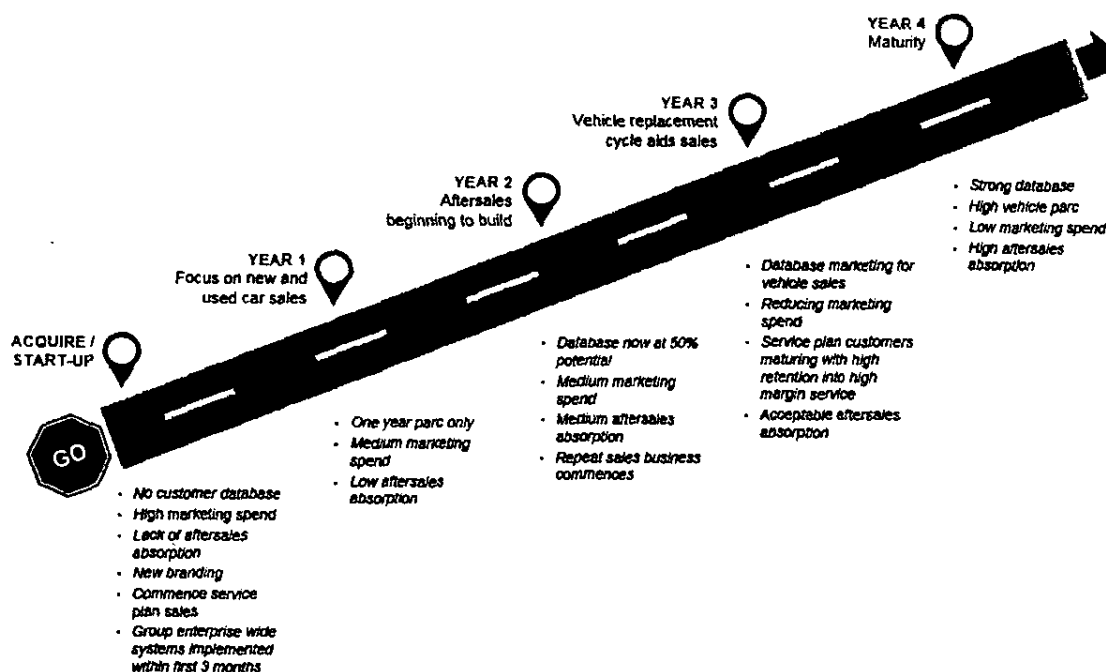 YEAR 4
Maturity
YEAR 3
Vehicle replacement
cycle aids sales
YEAR 2
Aftersales
beginning to build
YEAR 1
Focus on new and
used car sales
ACQUIRE /
START-UP
GO
• No customer database
• High marketing spend
• Lack of aftersales
absorption
• New branding
• Commence service
plan sales
• Group enterprise wide
systems implemented
within first 3 months
• One year parc only
• Medium marketing
spend
• Low aftersales
absorption
• Database now at 50%
potential
• Medium marketing
spend
• Medium aftersales
absorption
• Repeat sales business
commences
• Database marketing for
vehicle sales
• Reducing marketing
spend
• Service plan customers
maturing with high
retention into high
margin service
• Acceptable aftersales
absorption
• Strong database
• High vehicle parc
• Low marketing spend
• High aftersales
absorption